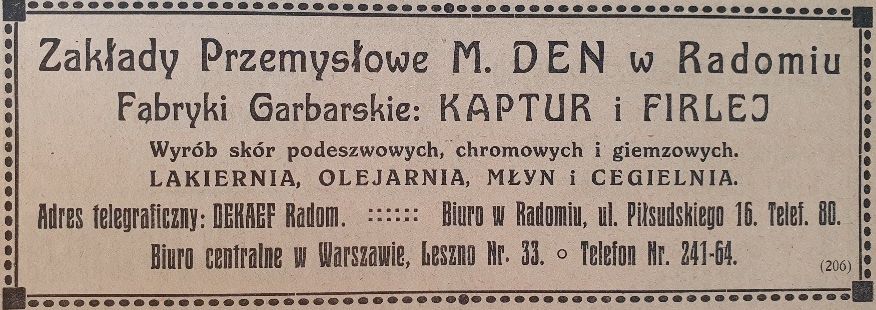 Zakłady Przemysłowe M. DEN w Radomiu
Fąbryki Garbarskie: KAPTUR i FIRLEJ
Wyrób skór podeszwowych, chromowych i giemzowych.
LAKIERNIA, OLEJARNIA, MŁYN i CEGIELNIA.
Adres telegraficzny: DEKAEF Radom. :::::: Biuro w Radomiu, ul. Piłsudskiego 16. Telef. 80.
Biuro centralne w Warszawie, Leszno Nr. 33. o Telefon Nr. 241-64.
(206)